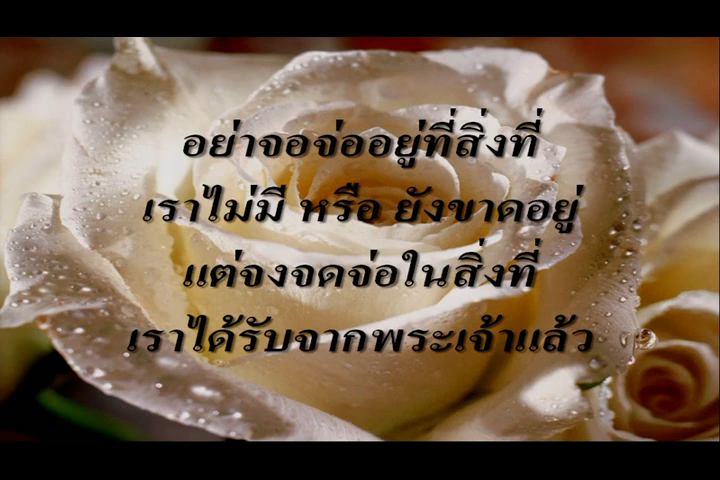 อย่าจอจ่ออยู่ที่สิ่งที่
เราไม่มี หรือ ยังขาดอยู่
แต่จงจดจ่อในสิ่งที่
เราได้รับจากพระเจ้าแล้ว